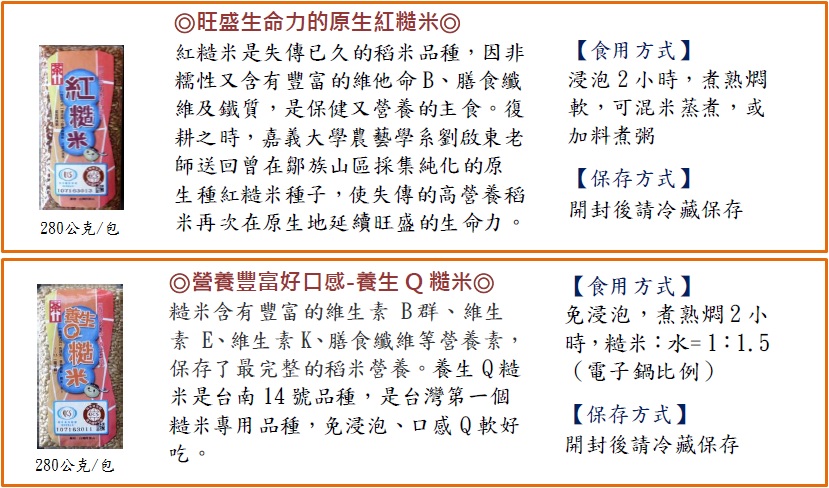 ◎旺盛生命力的原生紅糙米◎
紅糙米是失傳已久的稻米品種，因非
糯性又含有豐富的維他命B、膳食纖
維及鐵質，是保健又營養的主食。復
耕之時，嘉義大學農藝學系劉啟東老
師送回曾在鄒族山區採集純化的原
生種紅糙米種子，使失傳的高營養稻
米再次在原生地延續旺盛的生命力。
【食用方式】
浸泡2小時，煮熟燜
軟，可混米蒸煮，或
加料煮粥
【保存方式】
開封後請冷藏保存
茶山
紅糙米
107163012
280公克/包
◎營養豐富好口感-養生Q糙米◎
糙米含有豐富的維生素 B群、維生
素 E、維生素K、膳食纖維等營養素，
保存了最完整的稻米營養。養生Q糙
米是台南14號品種，是台灣第一個
糙米專用品種，免浸泡、口感Q軟好
吃。
【食用方式】
免浸泡，煮熟燜2小
時，糙米：水=1：1.5
（電子鍋比例）
【保存方式】
開封後請冷藏保存
茶山
養生Q糙米
107163011
280公克/包